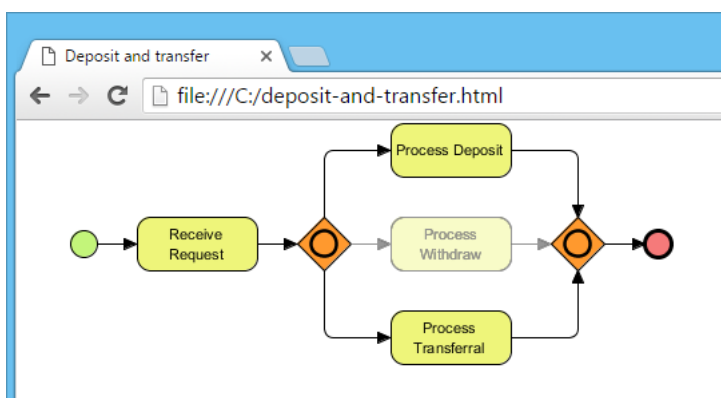 Deposit and transfer
file:///C:/deposit-and-transfer.html
Process Deposit
Receive
Request
Process
Withdraw
Process
Transferral